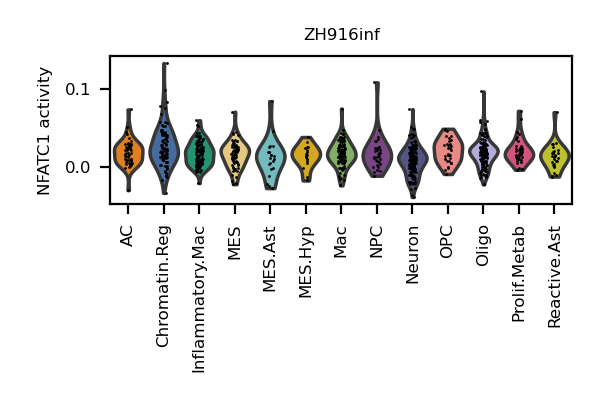 ZH916inf
NFATC1 activity
0.1
0.0
AC
Chromatin.Reg
Inflammatory.Mac
MES
MES.Ast
MES.Hyp
Mac
NPC
Neuron
OPC
Oligo
Prolif.Metab
Reactive.Ast